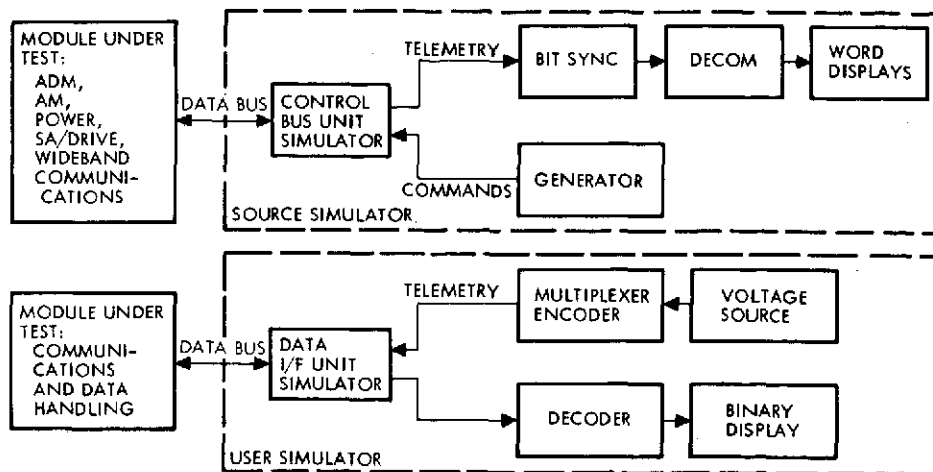 MODULE UNDER
TEST:
ADM,
AM,
POWER,
SA/DRIVE,
WIDEBAND
COMMUNI-
CATIONS
DATA BUS
CONTROL
BUS UNIT
SIMULATOR
TELEMETRY
BIT SYNC
DECOM
WORD
DISPLAYS
COMMANDS
GENERATOR
SOURCE SIMULATOR
MODULE UNDER
TEST:
COMMUNI-
CATIONS
AND DATA
HANDLING
DATA BUS
DATA
I/F UNIT
SIMULATOR
TELEMETRY
MULTIPLEXER
ENCODER
VOLTAGE
SOURCE
DECODER
BINARY
DISPLAY
USER SIMULATOR